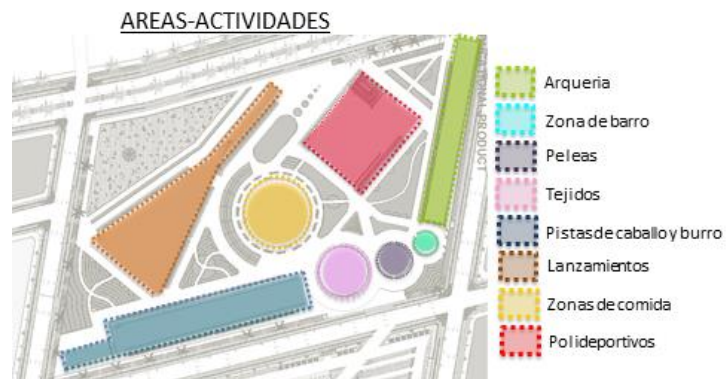 AREAS-ACTIVIDADES
Arqueria
Zona de barro
Peleas
Tejidos
Pistas de caballo y burro
Lanzamientos
Zonas de comida
Polideportivos